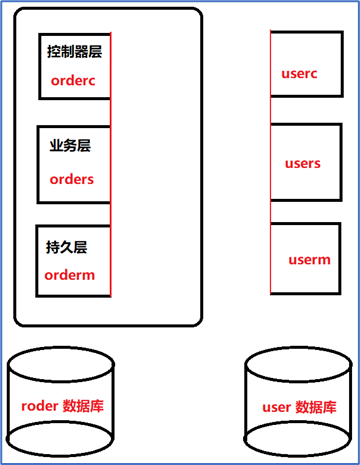 控制器层
orderc
业务层
orders
持久层
orderm
userc
users
userm
roder 数据库
user 数据库